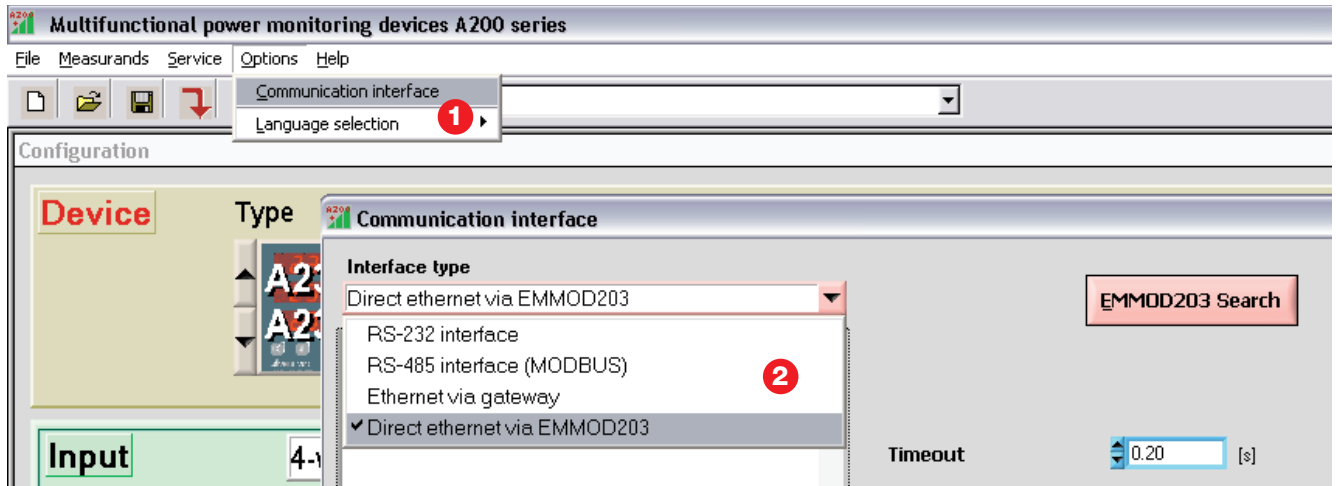 Multifunctional power monitoring devices A200 series
File Measurands Service Options Help
Communication interface
1
Language selection
Configuration
Device
Type
Communication interface
Interface type
Direct ethernet via EMMOD203
EMMOD203 Search
RS-232 interface
RS-485 interface (MODBUS)
2
Ethernet via gateway
Direct ethernet via EMMOD203
Input
Timeout
0.20
[s]